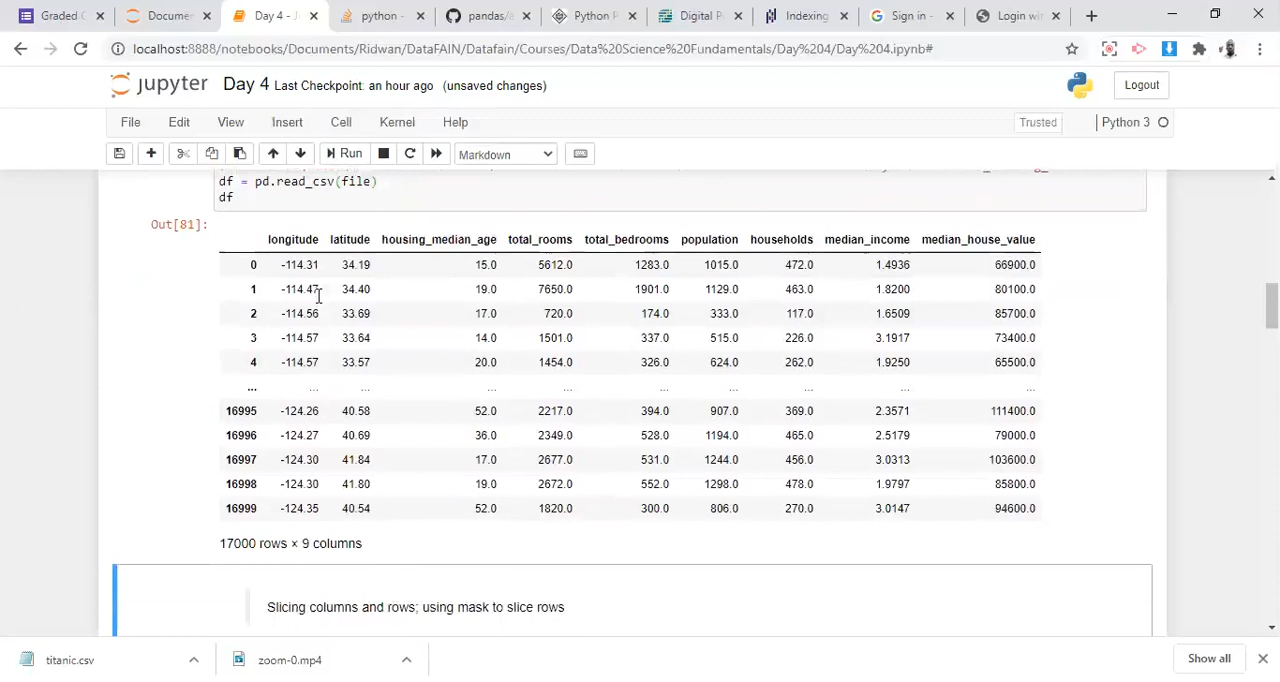 Graded C
Documen
Day 4 - J
python -
pandas/a
Python P
Digital P
Indexing
Sign in -
Login wi
localhost:8888/notebooks/Documents/Ridwan/DataFAIN/Datafain/Courses/Data%20Science%20Fundamentals/Day%204/Day%204.ipynb#
jupyter Day 4 Last Checkpoint: an hour ago (unsaved changes) Logout
File Edit View Insert Cell Kernel Help Trusted Python 3
Run Markdown
df = pd.read_csv(file)
df
Out[81]:
longitude latitude housing_median_age total_rooms total_bedrooms population households median_income median_house_value
0 -114.31 34.19 15.0 5612.0 1283.0 1015.0 472.0 1.4936 66900.0
1 -114.47 34.40 19.0 7650.0 1901.0 1129.0 463.0 1.8200 80100.0
2 -114.56 33.69 17.0 720.0 174.0 333.0 117.0 1.6509 85700.0
3 -114.57 33.64 14.0 1501.0 337.0 515.0 226.0 3.1917 73400.0
4 -114.57 33.57 20.0 1454.0 326.0 624.0 262.0 1.9250 65500.0
... ... ... ... ... ... ... ... ... ...
16995 -124.26 40.58 52.0 2217.0 394.0 907.0 369.0 2.3571 111400.0
16996 -124.27 40.69 36.0 2349.0 528.0 1194.0 465.0 2.5179 79000.0
16997 -124.30 41.84 17.0 2677.0 531.0 1244.0 456.0 3.0313 103600.0
16998 -124.30 41.80 19.0 2672.0 552.0 1298.0 478.0 1.9797 85800.0
16999 -124.35 40.54 52.0 1820.0 300.0 806.0 270.0 3.0147 94600.0
17000 rows × 9 columns
Slicing columns and rows; using mask to slice rows
titanic.csv
zoom-0.mp4
Show all